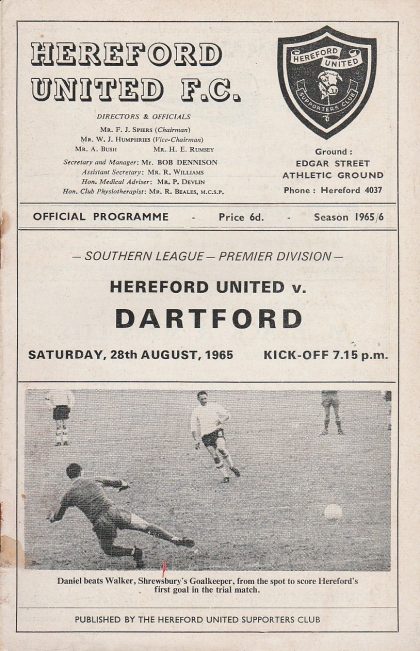 HEREFORD
UNITED F.C.
DIRECTORS & OFFICIALS
Mr. F. J. Spiers (Chairman)
Mr. W. J. Humphries (Vice-Chairman)
Mr. A. Bush Mr. H. E. Rumsey
Secretary and Manager: Mr. BOB DENNISON
Assistant Secretary: Mr. R. Williams
Hon. Medical Adviser: Mr. P. Devlin
Hon. Club Physiotherapist: Mr. R. Beales, M.C.S.P.
HEREFORD
UNITED
SUPPORTERS CLUB
Ground :
EDGAR STREET
ATHLETIC GROUND
Phone : Hereford 4037
OFFICIAL PROGRAMME - Price 6d. - Season 1965/6
— SOUTHERN LEAGUE — PREMIER DIVISION —
HEREFORD UNITED v.
DARTFORD
SATURDAY, 28th AUGUST, 1965 KICK-OFF 7.15 p.m.
Daniel beats Walker, Shrewsbury's Goalkeeper, from the spot to score Hereford's
first goal in the trial match.
PUBLISHED BY THE HEREFORD UNITED SUPPORTERS CLUB